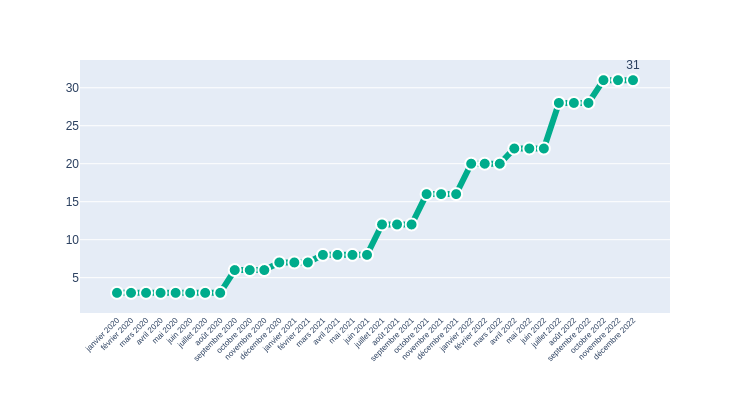 31
30
25
20
15
10
5
janvier 2020
février 2020
mars 2020
avril 2020
mai 2020
juin 2020
juillet 2020
août 2020
septembre 2020
octobre 2020
novembre 2020
décembre 2020
janvier 2021
février 2021
mars 2021
avril 2021
mai 2021
juin 2021
juillet 2021
août 2021
septembre 2021
octobre 2021
novembre 2021
décembre 2021
janvier 2022
février 2022
mars 2022
avril 2022
mai 2022
juin 2022
juillet 2022
août 2022
septembre 2022
octobre 2022
novembre 2022
décembre 2022